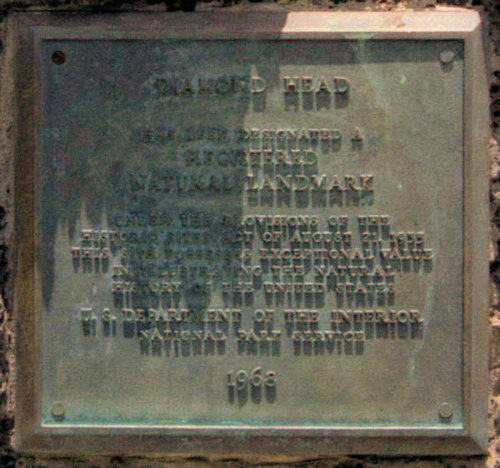 DIAMOND HEAD
HAS BEEN DESIGNATED A
REGISTERED
NATURAL LANDMARK
UNDER THE PROVISIONS OF THE
HISTORIC SITES ACT OF AUGUST 21, 1935
THIS SITE POSSESSES EXCEPTIONAL VALUE
IN ILLUSTRATING THE NATURAL
HISTORY OF THE UNITED STATES
U. S. DEPARTMENT OF THE INTERIOR
NATIONAL PARK SERVICE
1968